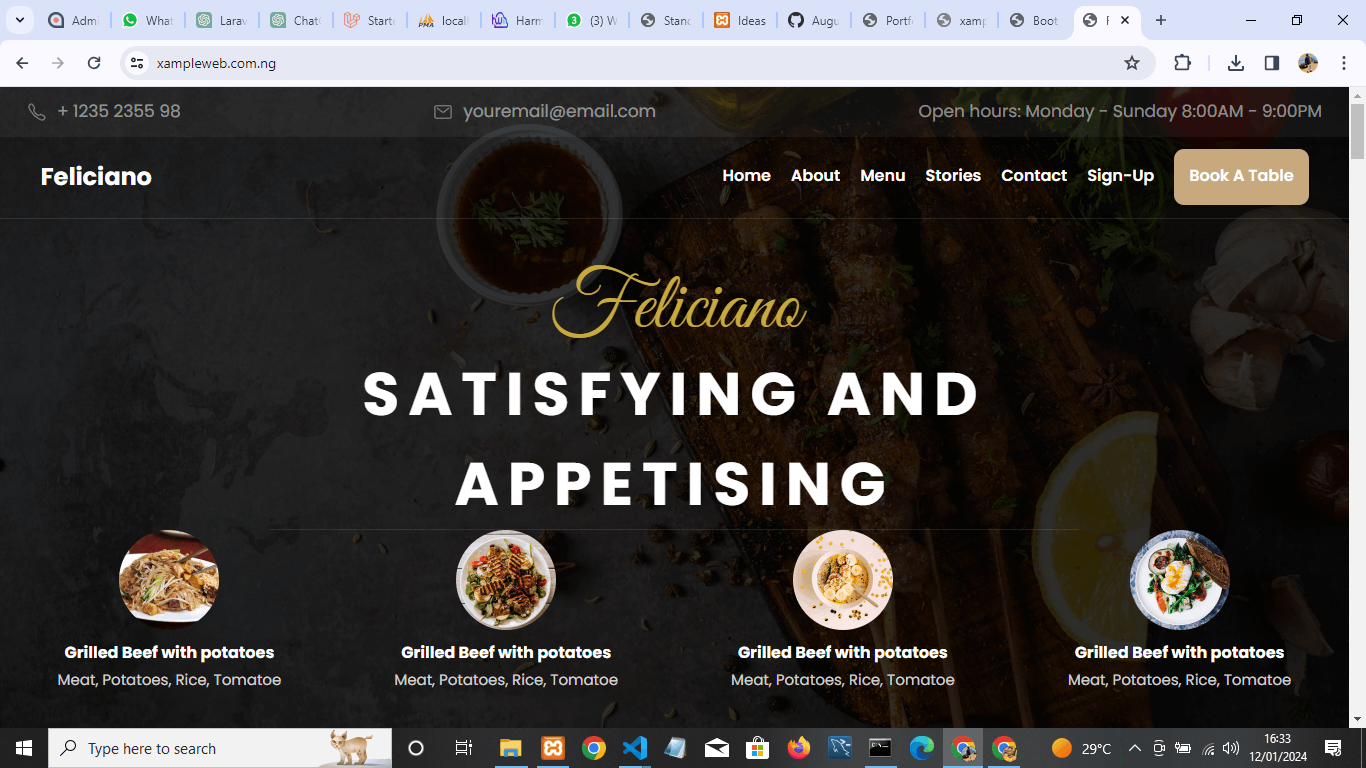 Admi
What
Larav
Chat
Starte
local
Harm
(3) W
Stand
Ideas
Augu
Portf
xamp
Boot
xampleweb.com.ng
+ 1235 2355 98
youremail@email.com
Open hours: Monday - Sunday 8:00AM - 9:00PM
Feliciano
Home About Menu Stories Contact Sign-Up Book A Table
Feliciano
SATISFYING AND
APPETISING
Grilled Beef with potatoes
Meat, Potatoes, Rice, Tomatoe
Grilled Beef with potatoes
Meat, Potatoes, Rice, Tomatoe
Grilled Beef with potatoes
Meat, Potatoes, Rice, Tomatoe
Grilled Beef with potatoes
Meat, Potatoes, Rice, Tomatoe
Type here to search
29°C
16:33
12/01/2024